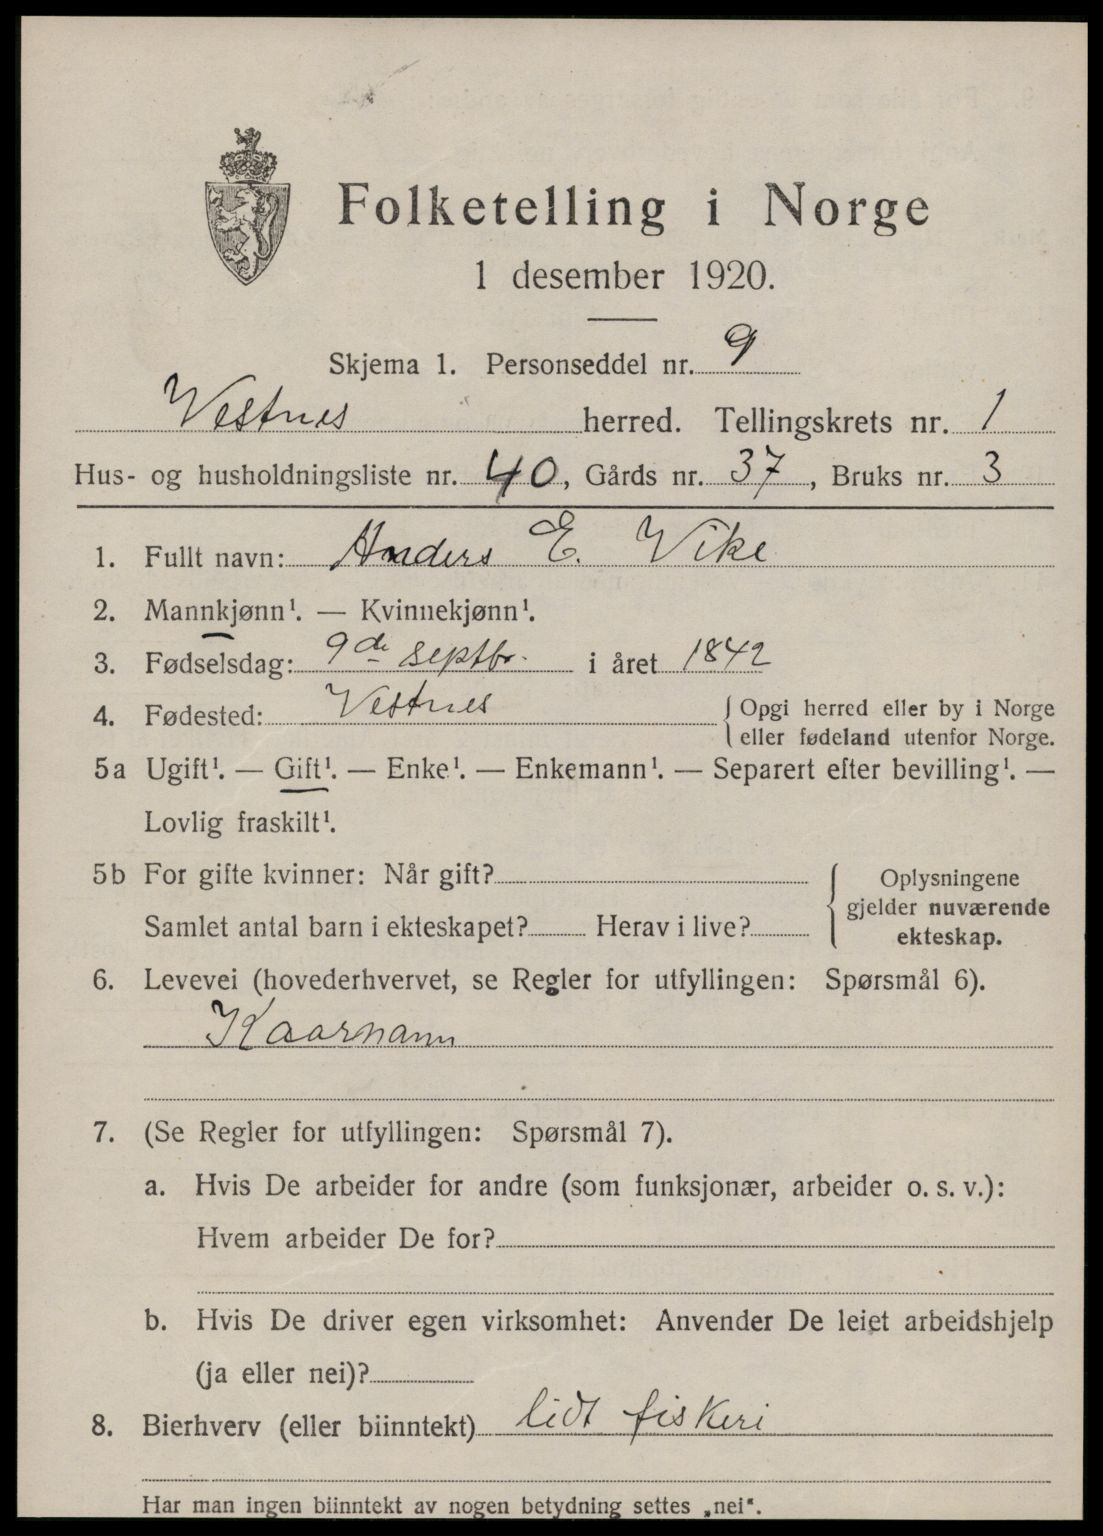 Folketelling i Norge
1 desember 1920.
Skjema 1. Personseddel nr. 9
Vestnes herred. Tellingskrets nr. 1
Hus- og husholdningsliste nr. 40, Gårds nr. 37, Bruks nr. 3
1. Fullt navn: Anders E. Vike
2. Mannkjønn¹. — Kvinnekjønn¹.
3. Fødselsdag: 9de septbr. i året 1842
4. Fødested: Vestnes { Opgi herred eller by i Norge
eller fødeland utenfor Norge.
5a Ugift¹. — Gift¹. — Enke¹. — Enkemann¹. — Separert efter bevilling¹. —
Lovlig fraskilt¹.
5b For gifte kvinner: Når gift? { Oplysningene
gjelder nuværende
Samlet antal barn i ekteskapet? Herav i live?
ekteskap.
6. Levevei (hovederhvervet, se Regler for utfyllingen: Spørsmål 6).
Kaarmann
7. (Se Regler for utfyllingen: Spørsmål 7).
a. Hvis De arbeider for andre (som funksjonær, arbeider o. s. v.):
Hvem arbeider De for?
b. Hvis De driver egen virksomhet: Anvender De leiet arbeidshjelp
(ja eller nei)?
8. Bierhverv (eller biinntekt) lidt fiskeri
Har man ingen biinntekt av nogen betydning settes „nei“.